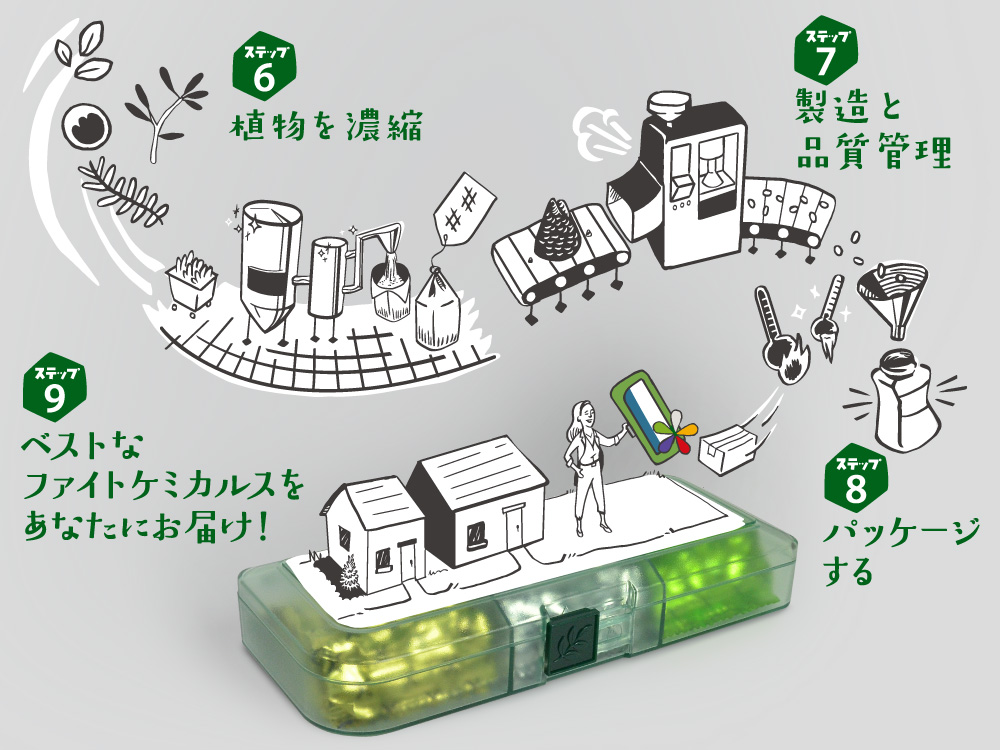 ステップ
6
植物を濃縮
ステップ
7
製造と
品質管理
##
ステップ
8
パッケージ
する
ステップ
9
ベストな
ファイトケミカルスを
あなたにお届け！